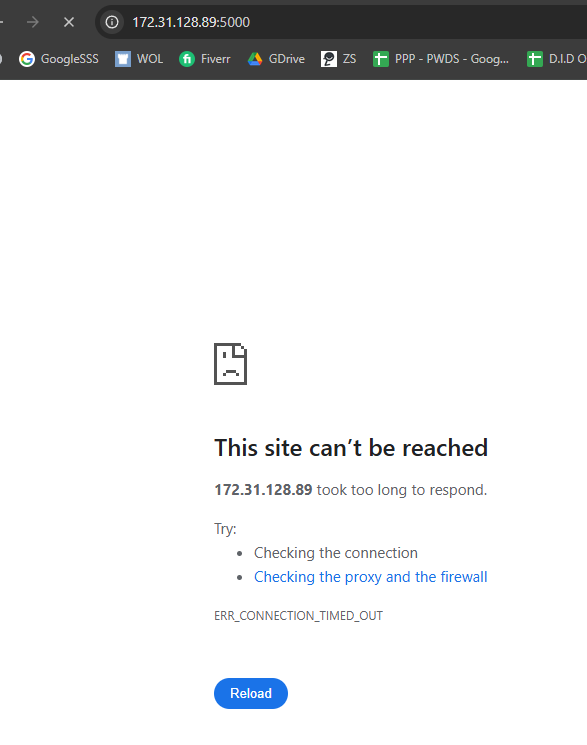 172.31.128.89:5000
GoogleSSS WOL Fiverr GDrive ZS PPP - PWDS - Goog... D.I.D O
This site can't be reached
172.31.128.89 took too long to respond.
Try:
• Checking the connection
• Checking the proxy and the firewall
ERR_CONNECTION_TIMED_OUT
Reload